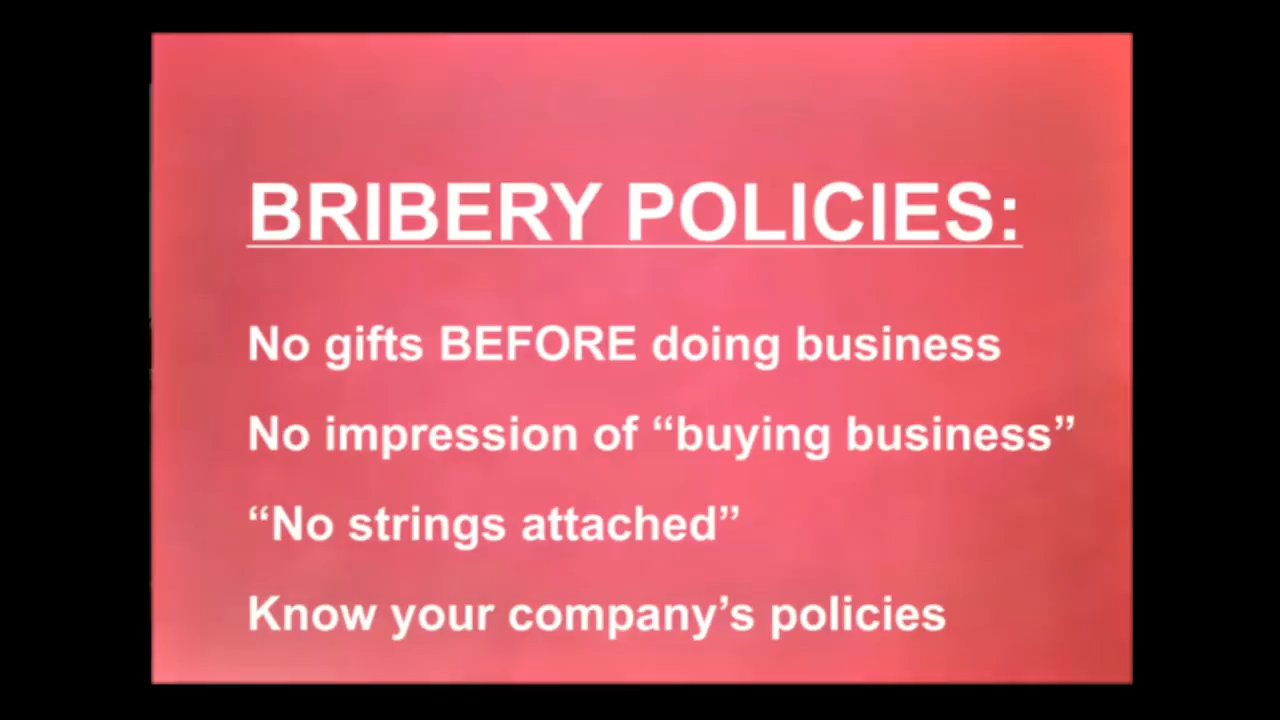 BRIBERY POLICIES:
No gifts BEFORE doing business
No impression of “buying business”
“No strings attached”
Know your company’s policies